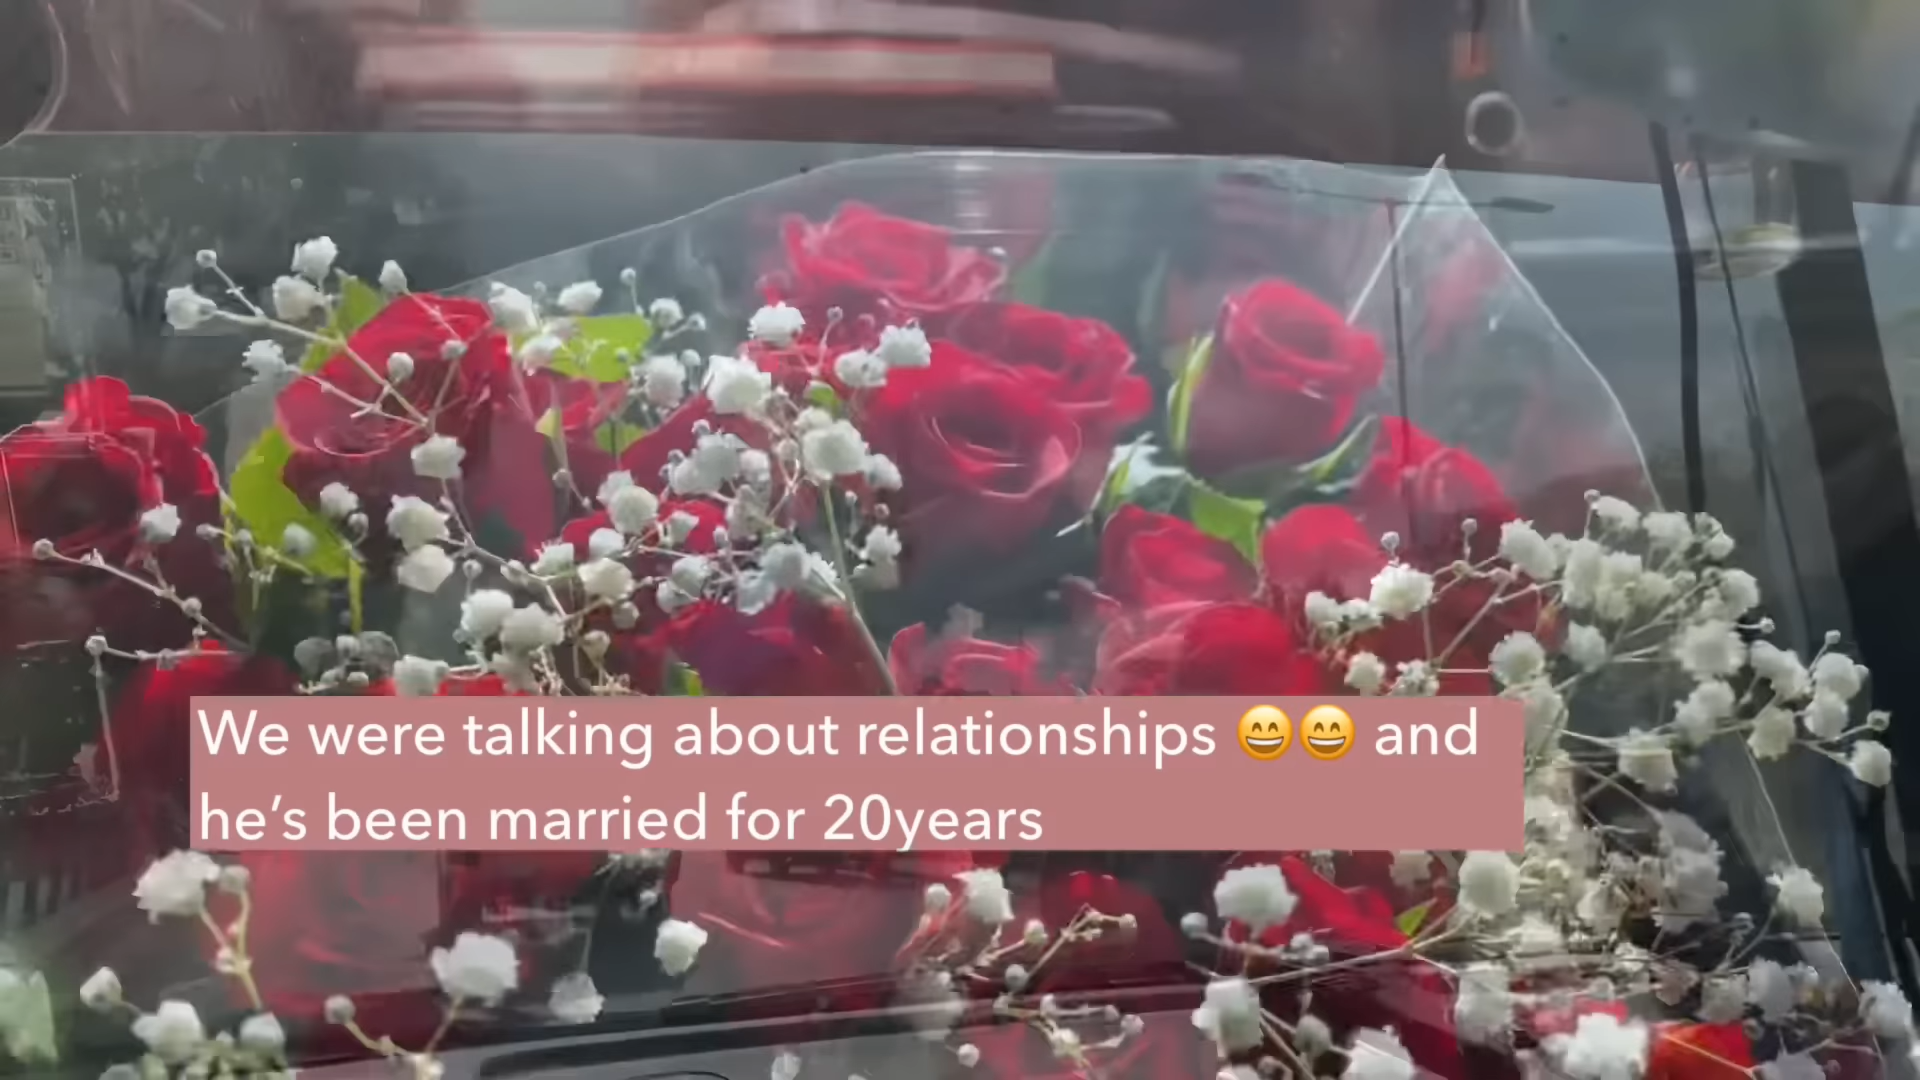 We were talking about relationships 😄😄 and
he’s been married for 20years